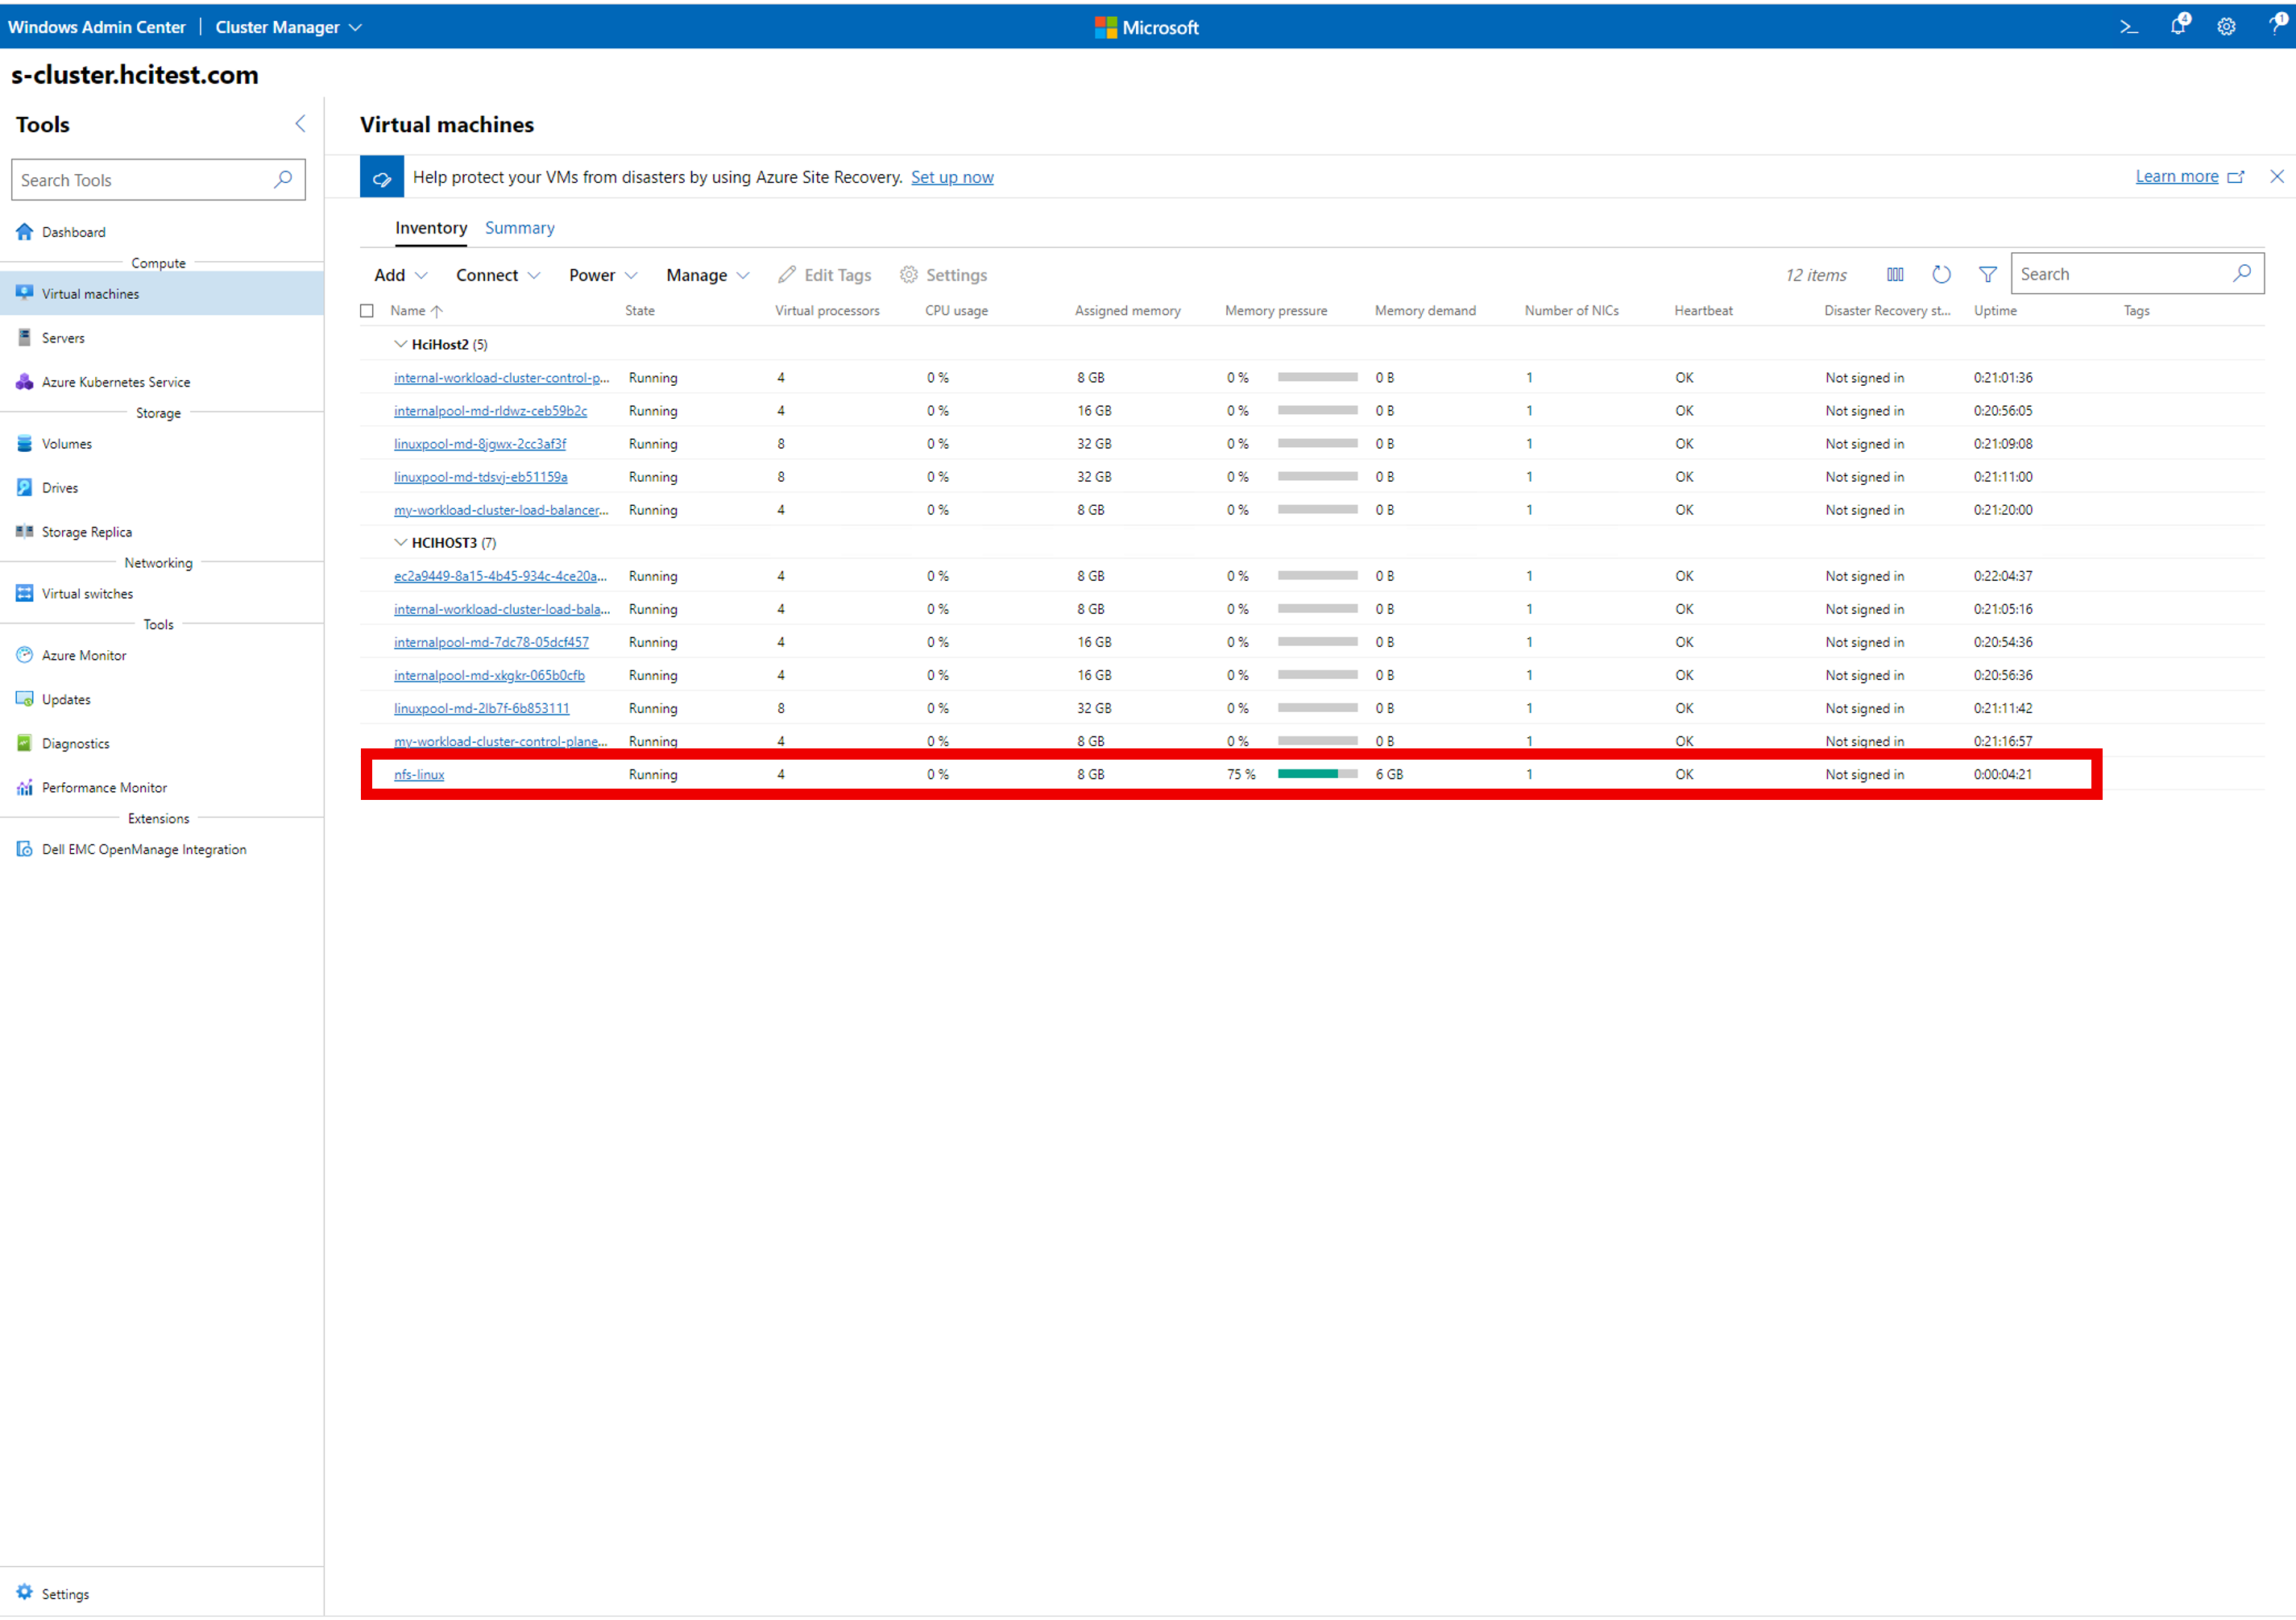 Windows Admin Center | Cluster Manager
Microsoft
4
1
s-cluster.hcitest.com
Tools
Search Tools
Dashboard
Compute
Virtual machines
Servers
Azure Kubernetes Service
Storage
Volumes
Drives
Storage Replica
Networking
Virtual switches
Tools
Azure Monitor
Updates
Diagnostics
Performance Monitor
Extensions
Dell EMC OpenManage Integration
Settings
Virtual machines
Help protect your VMs from disasters by using Azure Site Recovery. Set up now
Learn more
Inventory Summary
Add Connect Power Manage Edit Tags Settings 12 items Search
Name State Virtual processors CPU usage Assigned memory Memory pressure Memory demand Number of NICs Heartbeat Disaster Recovery st... Uptime Tags
HciHost2 (5)
internal-workload-cluster-control-p... Running 4 0 % 8 GB 0 % 0 B 1 OK Not signed in 0:21:01:36
internalpool-md-rldwz-ceb59b2c Running 4 0 % 16 GB 0 % 0 B 1 OK Not signed in 0:20:56:05
linuxpool-md-8jgwx-2cc3af3f Running 8 0 % 32 GB 0 % 0 B 1 OK Not signed in 0:21:09:08
linuxpool-md-tdsvj-eb51159a Running 8 0 % 32 GB 0 % 0 B 1 OK Not signed in 0:21:11:00
my-workload-cluster-load-balancer... Running 4 0 % 8 GB 0 % 0 B 1 OK Not signed in 0:21:20:00
HCIHOST3 (7)
ec2a9449-8a15-4b45-934c-4ce20a... Running 4 0 % 8 GB 0 % 0 B 1 OK Not signed in 0:22:04:37
internal-workload-cluster-load-bala... Running 4 0 % 8 GB 0 % 0 B 1 OK Not signed in 0:21:05:16
internalpool-md-7dc78-05dcf457 Running 4 0 % 16 GB 0 % 0 B 1 OK Not signed in 0:20:54:36
internalpool-md-xkgkr-065b0cfb Running 4 0 % 16 GB 0 % 0 B 1 OK Not signed in 0:20:56:36
linuxpool-md-2lb7f-6b853111 Running 8 0 % 32 GB 0 % 0 B 1 OK Not signed in 0:21:11:42
my-workload-cluster-control-plane... Running 4 0 % 8 GB 0 % 0 B 1 OK Not signed in 0:21:16:57
nfs-linux Running 4 0 % 8 GB 75 % 6 GB 1 OK Not signed in 0:00:04:21